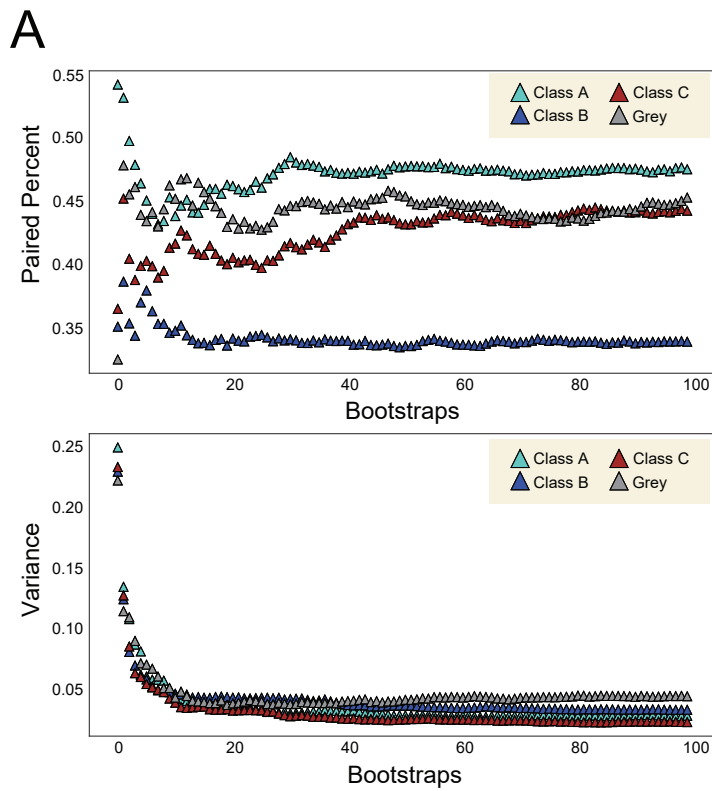 A
0.55
0.50
0.45
0.40
0.35
Paired Percent
Class A
Class C
Class B
Grey
0 20 40 60 80 100
Bootstraps
0.25
0.20
0.15
0.10
0.05
Variance
Class A
Class C
Class B
Grey
0 20 40 60 80 100
Bootstraps